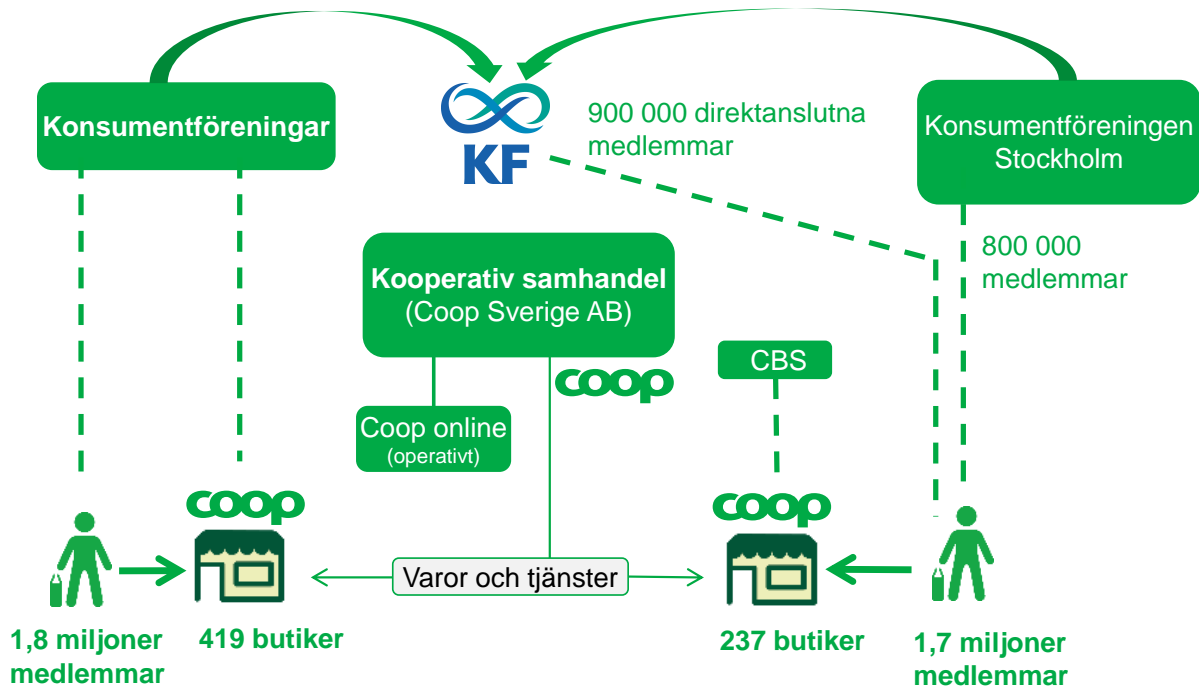 Konsumentföreningar
KF
900 000 direktanslutna
medlemmar
Konsumentföreningen
Stockholm
800 000
medlemmar
Kooperativ samhandel
(Coop Sverige AB)
coop
CBS
Coop online
(operativt)
coop
coop
Varor och tjänster
1,8 miljoner
medlemmar
419 butiker
237 butiker
1,7 miljoner
medlemmar